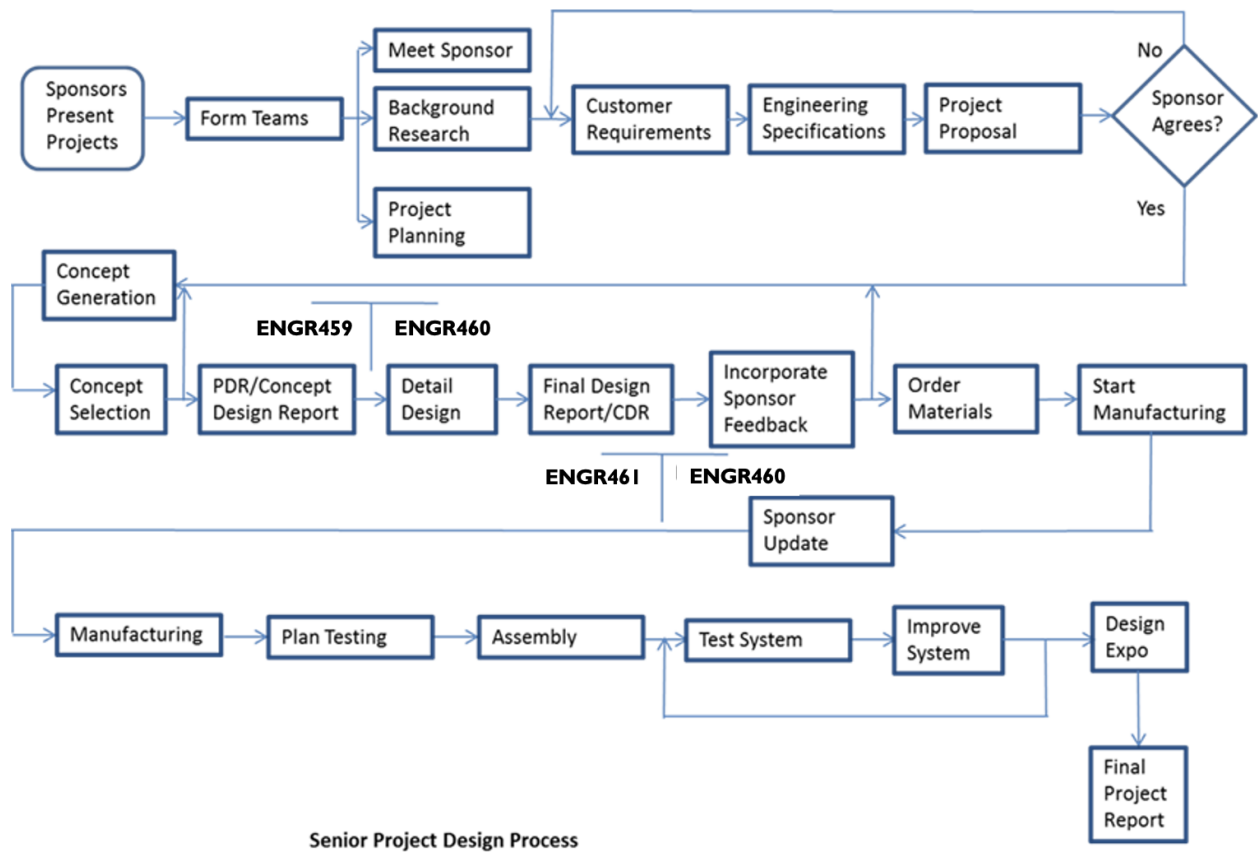 Meet Sponsor
No
Sponsors
Present
Projects
Form Teams
Background
Research
Customer
Requirements
Engineering
Specifications
Project
Proposal
Sponsor
Agrees?
Project
Planning
Yes
Concept
Generation
ENGR459
ENGR460
Concept
Selection
PDR/Concept
Design Report
Detail
Design
Final Design
Report/CDR
Incorporate
Sponsor
Feedback
Order
Materials
Start
Manufacturing
ENGR461
ENGR460
Sponsor
Update
Manufacturing
Plan Testing
Assembly
Test System
Improve
System
Design
Expo
Final
Project
Report
Senior Project Design Process